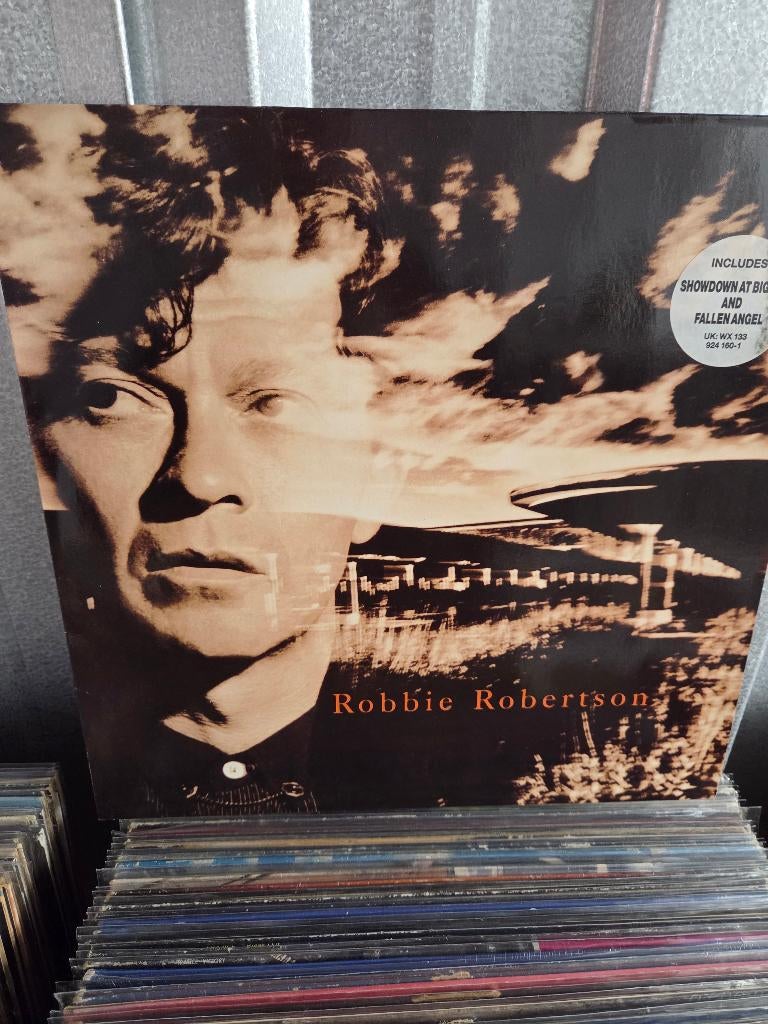 INCLUDES
SHOWDOWN AT BIG
AND
FALLEN ANGEL
UK: WX 133
924 160-1
Robbie Robertson